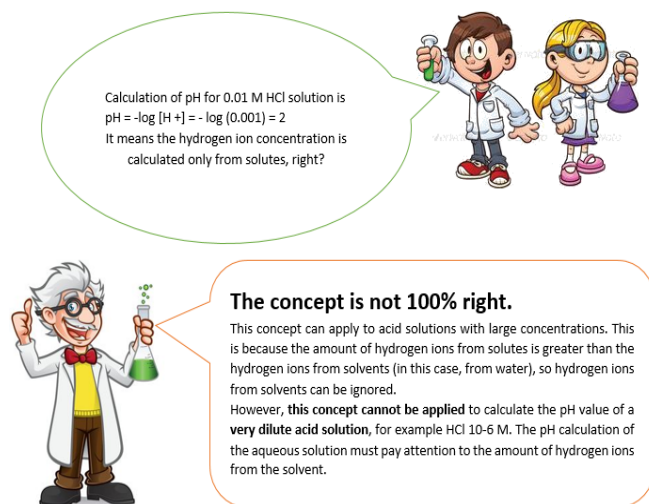 Calculation of pH for 0.01 M HCl solution is
pH = -log [H +] = - log (0.001) = 2
It means the hydrogen ion concentration is
calculated only from solutes, right?
The concept is not 100% right.
This concept can apply to acid solutions with large concentrations. This
is because the amount of hydrogen ions from solutes is greater than the
hydrogen ions from solvents (in this case, from water), so hydrogen ions
from solvents can be ignored.
However, this concept cannot be applied to calculate the pH value of a
very dilute acid solution, for example HCl 10-6 M. The pH calculation of
the aqueous solution must pay attention to the amount of hydrogen ions
from the solvent.